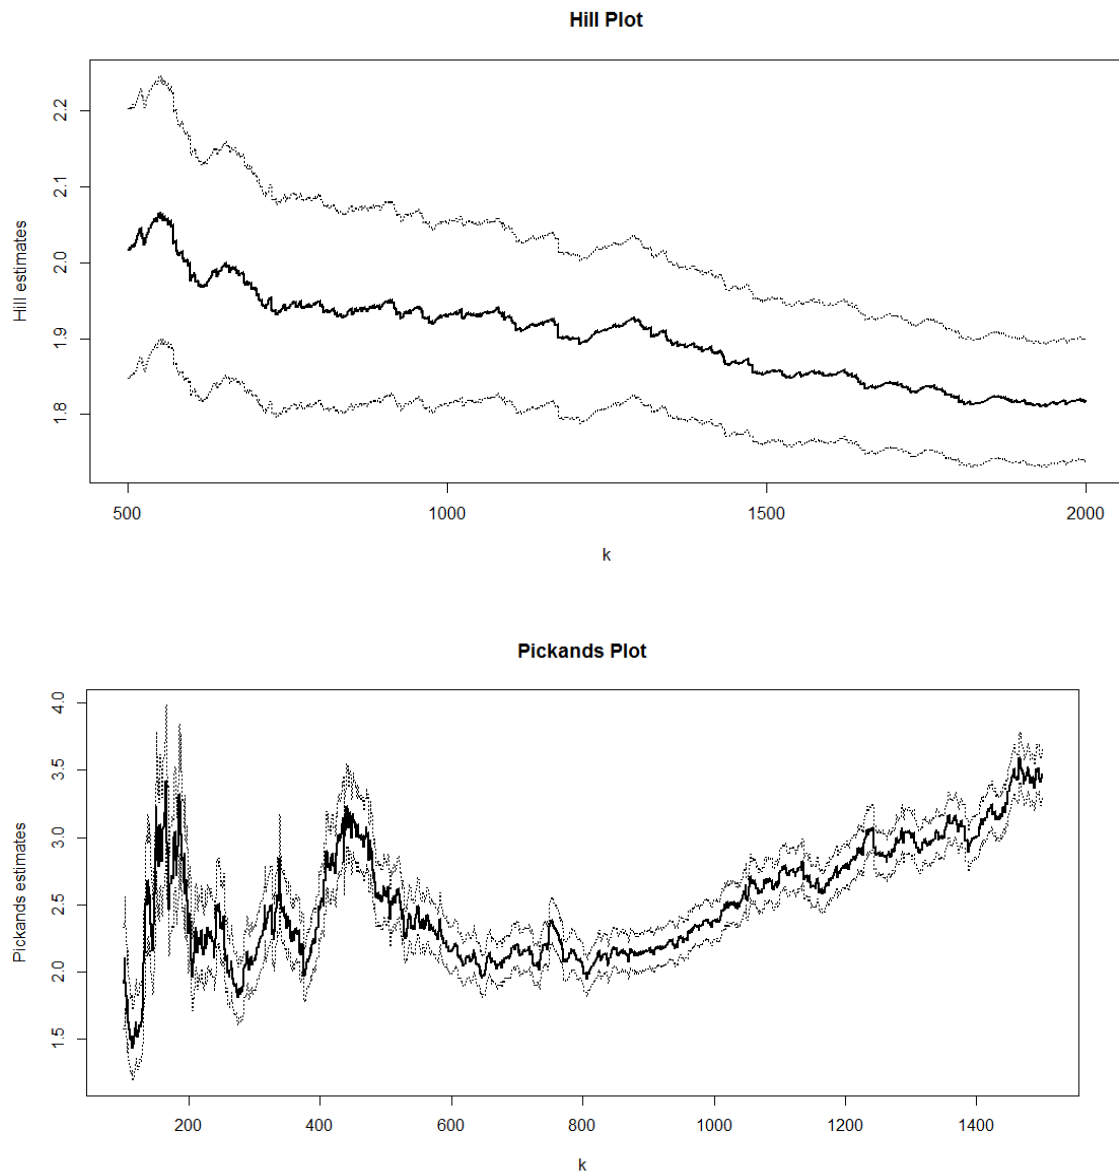 Hill Plot
Hill estimates
2.2
2.1
2.0
1.9
1.8
500 1000 1500 2000
k
Pickands Plot
Pickands estimates
4.0
3.5
3.0
2.5
2.0
1.5
200 400 600 800 1000 1200 1400
k